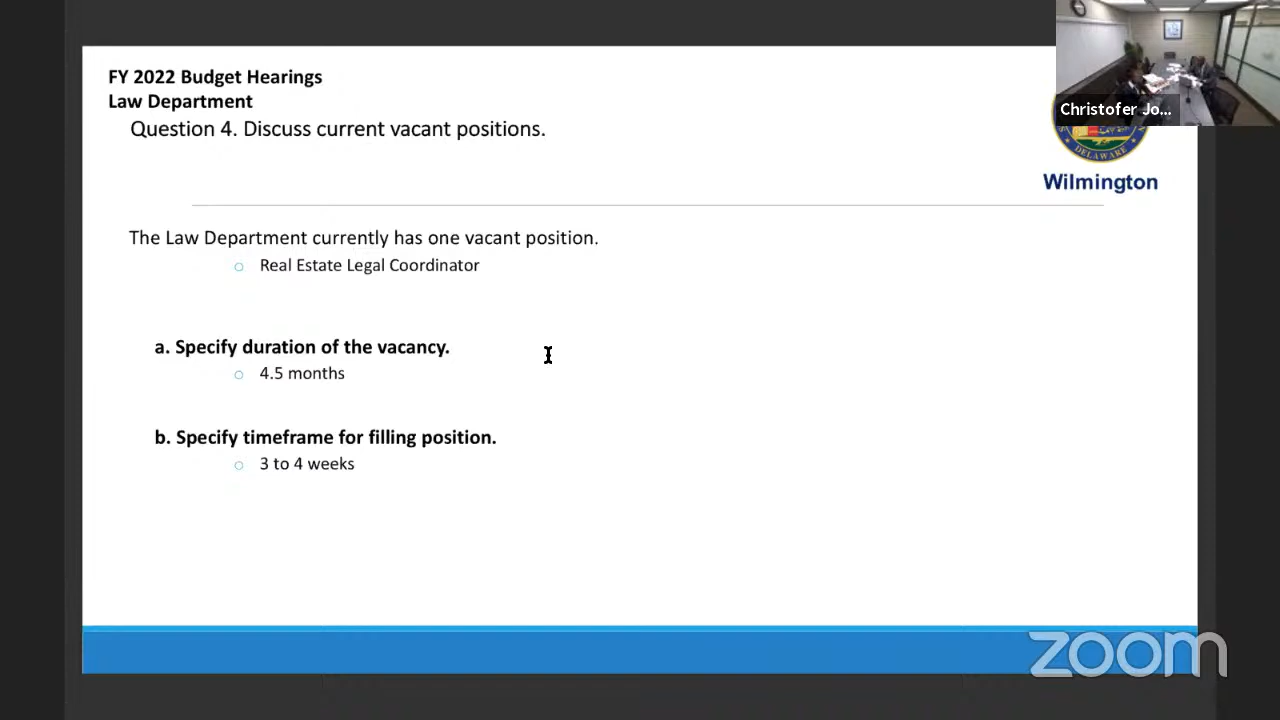 FY 2022 Budget Hearings
Law Department
Question 4. Discuss current vacant positions.
Christofer Jo...
DELAWARE
Wilmington
The Law Department currently has one vacant position.
Real Estate Legal Coordinator
a. Specify duration of the vacancy.
4.5 months
b. Specify timeframe for filling position.
3 to 4 weeks
zoom